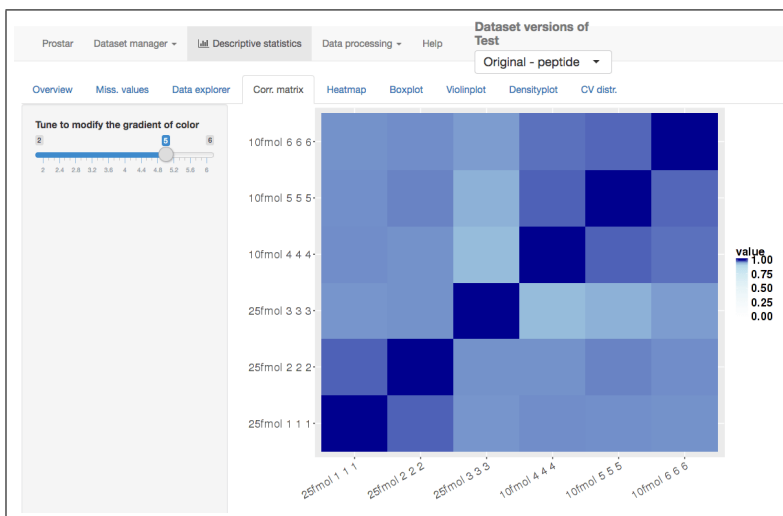 Dataset versions of
Test
Prostar Dataset manager Descriptive statistics Data processing Help
Original - peptide
Overview Miss. values Data explorer Corr. matrix Heatmap Boxplot Violinplot Densityplot CV distr.
Tune to modify the gradient of color
2 5 6
2 2.4 2.8 3.2 3.6 4 4.4 4.8 5.2 5.6 6
10fmol 6 6 6
10fmol 5 5 5
10fmol 4 4 4
25fmol 3 3 3
25fmol 2 2 2
25fmol 1 1 1
25fmol 1 1 1
25fmol 2 2 2
25fmol 3 3 3
10fmol 4 4 4
10fmol 5 5 5
10fmol 6 6 6
value
1.00
0.75
0.50
0.25
0.00